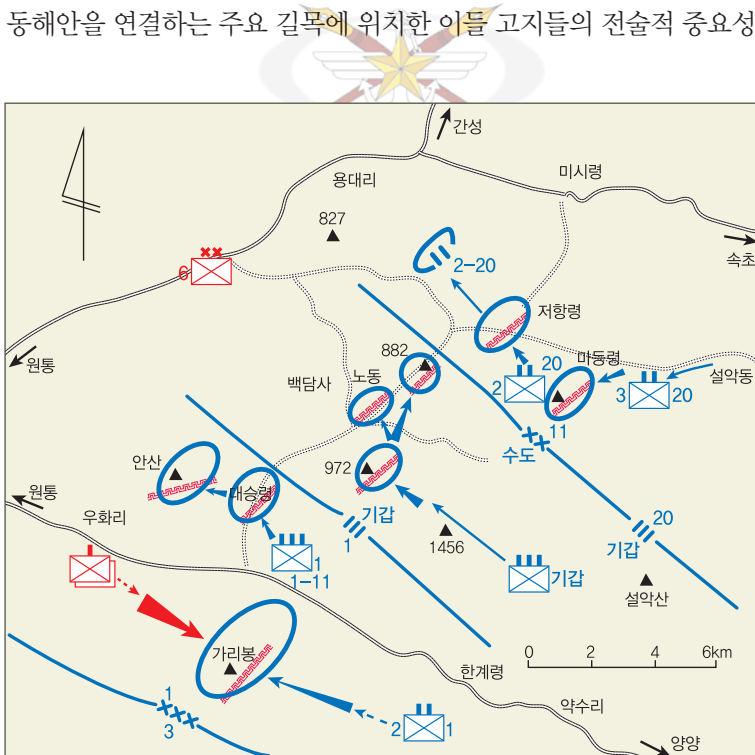 동해안을 연결하는 주요 길목에 위치한 이들 고지들의 전술적 중요성
간성
미시령
용대리
827
속초
6
2-20
저항령
원통
882
마동령
20
2
3
20
설악동
백담사
노동
11
수도
안산
972
대승령
원통
우화리
기갑
1
20
기갑
1456
1
1-11
기갑
설악산
가리봉
0 2 4 6km
한계령
약수리
1
3
2
1
양양